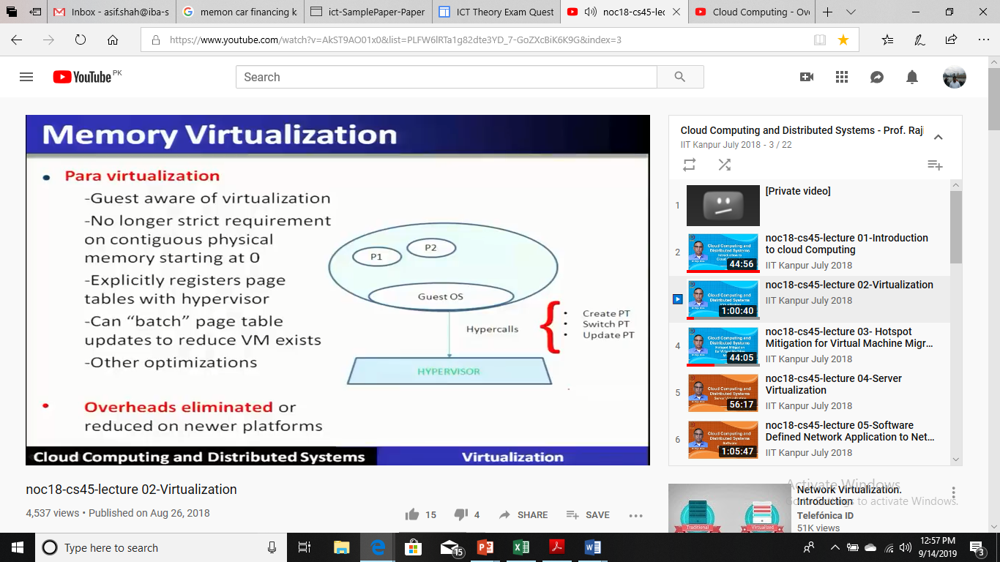 Inbox - asif.shah@iba-s
memon car financing k
ict-SamplePaper-Paper
ICT Theory Exam Quest
noc18-cs45-lec
Cloud Computing - Ove
https://www.youtube.com/watch?v=AkST9AO01x0&list=PLFW6lRTa1g82dte3YD_7-GoZXcBiK6K9G&index=3
YouTube PK
Search
Memory Virtualization
• Para virtualization
-Guest aware of virtualization
-No longer strict requirement
on contiguous physical
memory starting at 0
-Explicitly registers page
tables with hypervisor
-Can “batch” page table
updates to reduce VM exists
-Other optimizations
• Overheads eliminated or
reduced on newer platforms
P1
P2
Guest OS
Hypercalls
• Create PT
• Switch PT
• Update PT
HYPERVISOR
Cloud Computing and Distributed Systems
Virtualization
noc18-cs45-lecture 02-Virtualization
4,537 views • Published on Aug 26, 2018
15
4
SHARE
SAVE
Cloud Computing and Distributed Systems - Prof. Raji
IIT Kanpur July 2018 - 3 / 22
1
[Private video]
2
44:56
noc18-cs45-lecture 01-Introduction
to cloud Computing
IIT Kanpur July 2018
1:00:40
noc18-cs45-lecture 02-Virtualization
IIT Kanpur July 2018
4
44:05
noc18-cs45-lecture 03- Hotspot
Mitigation for Virtual Machine Migr...
IIT Kanpur July 2018
5
56:17
noc18-cs45-lecture 04-Server
Virtualization
IIT Kanpur July 2018
6
1:05:47
noc18-cs45-lecture 05-Software
Defined Network Application to Net...
IIT Kanpur July 2018
Traditional
Virtualized
Network Virtualization.
Introduction
Telefónica ID
51K views
Activate Windows
Go to Settings to activate Windows.
Type here to search
15
12:57 PM
9/14/2019
3